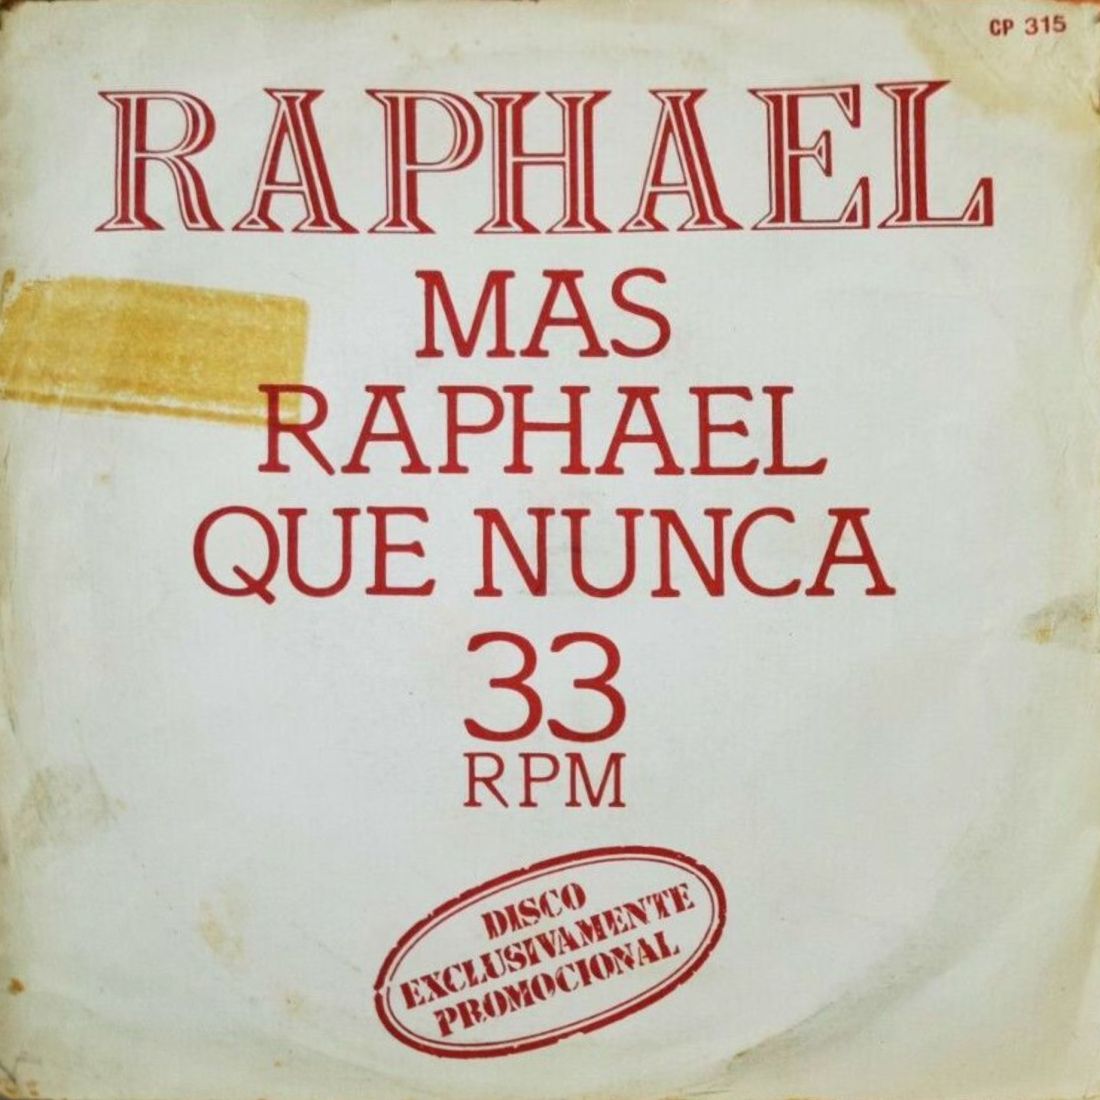 CP 315
RAPHAEL
MAS
RAPHAEL
QUE NUNCA
33
RPM
DISCO
EXCLUSIVAMENTE
PROMOCIONAL